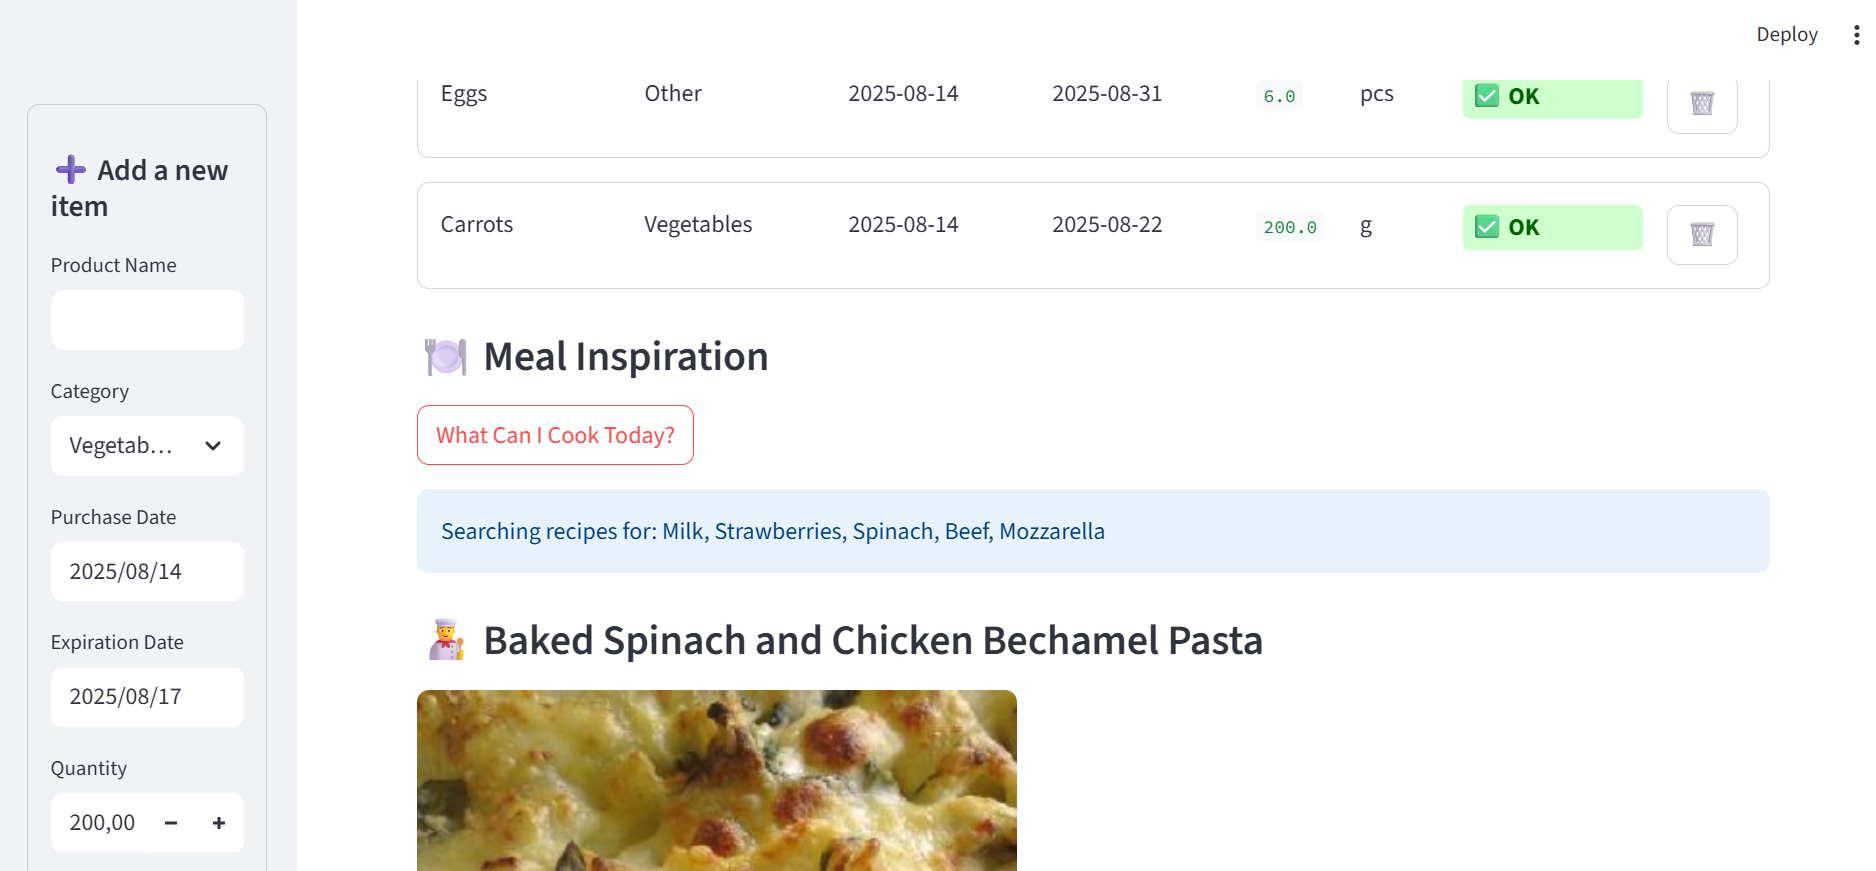 Deploy
Add a new
item
Product Name
Category
Vegetab...
Purchase Date
2025/08/14
Expiration Date
2025/08/17
Quantity
200,00 − +
Eggs Other 2025-08-14 2025-08-31 6.0 pcs OK
Carrots Vegetables 2025-08-14 2025-08-22 200.0 g OK
Meal Inspiration
What Can I Cook Today?
Searching recipes for: Milk, Strawberries, Spinach, Beef, Mozzarella
Baked Spinach and Chicken Bechamel Pasta